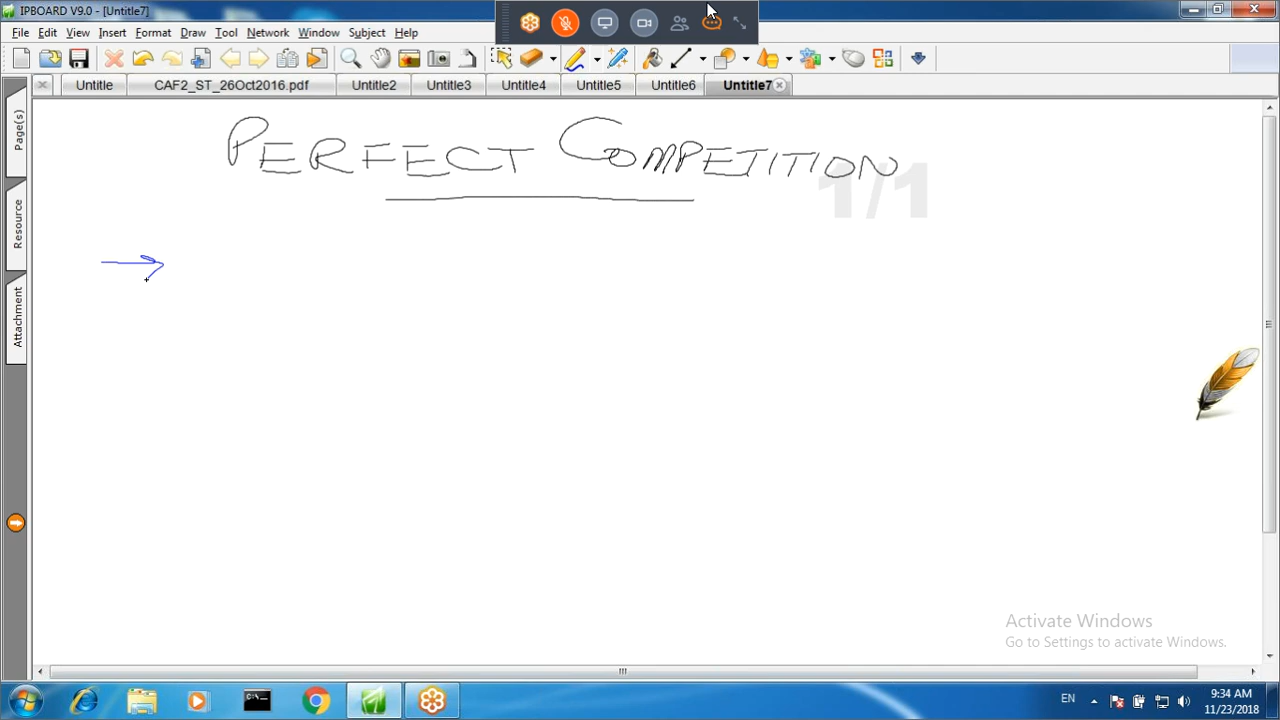 IPBOARD V9.0 - [Untitle7]
File Edit View Insert Format Draw Tool Network Window Subject Help
Untitle CAF2_ST_26Oct2016.pdf Untitle2 Untitle3 Untitle4 Untitle5 Untitle6 Untitle7
Page(s)
Resource
Attachment
PERFECT COMPETITION
1/1
Activate Windows
Go to Settings to activate Windows.
EN
9:34 AM
11/23/2018